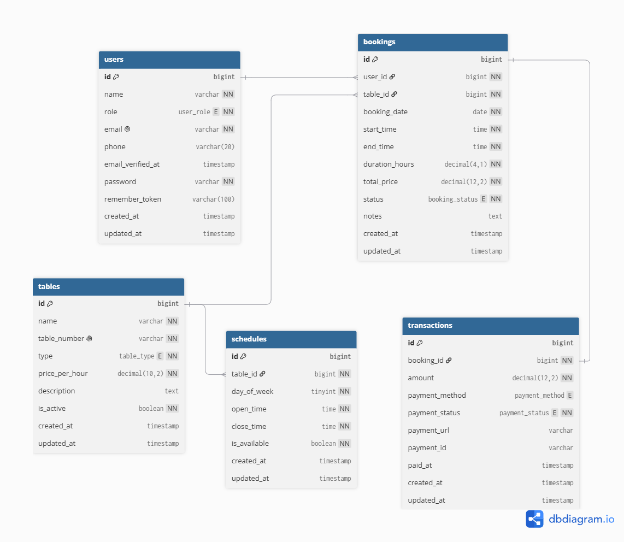 users
id bigint
name varchar NN
role user_role E NN
email varchar NN
phone varchar(20)
email_verified_at timestamp
password varchar NN
remember_token varchar(100)
created_at timestamp
updated_at timestamp
bookings
id bigint
user_id bigint NN
table_id bigint NN
booking_date date NN
start_time time NN
end_time time NN
duration_hours decimal(4,1) NN
total_price decimal(12,2) NN
status booking_status E NN
notes text
created_at timestamp
updated_at timestamp
tables
id bigint
name varchar NN
table_number varchar NN
type table_type E NN
price_per_hour decimal(10,2) NN
description text
is_active boolean NN
created_at timestamp
updated_at timestamp
schedules
id bigint
table_id bigint NN
day_of_week tinyint NN
open_time time NN
close_time time NN
is_available boolean NN
created_at timestamp
updated_at timestamp
transactions
id bigint
booking_id bigint NN
amount decimal(12,2) NN
payment_method payment_method E
payment_status payment_status E NN
payment_url varchar
payment_id varchar
paid_at timestamp
created_at timestamp
updated_at timestamp
dbdiagram.io